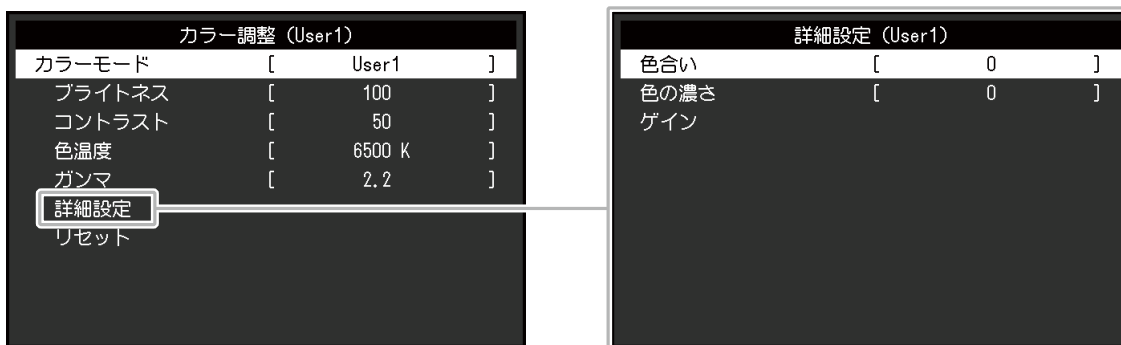 カラー調整 (User1)
カラーモード [ User1 ]
ブライトネス [ 100 ]
コントラスト [ 50 ]
色温度 [ 6500 K ]
ガンマ [ 2.2 ]
詳細設定
リセット
詳細設定 (User1)
色合い [ 0 ]
色の濃さ [ 0 ]
ゲイン